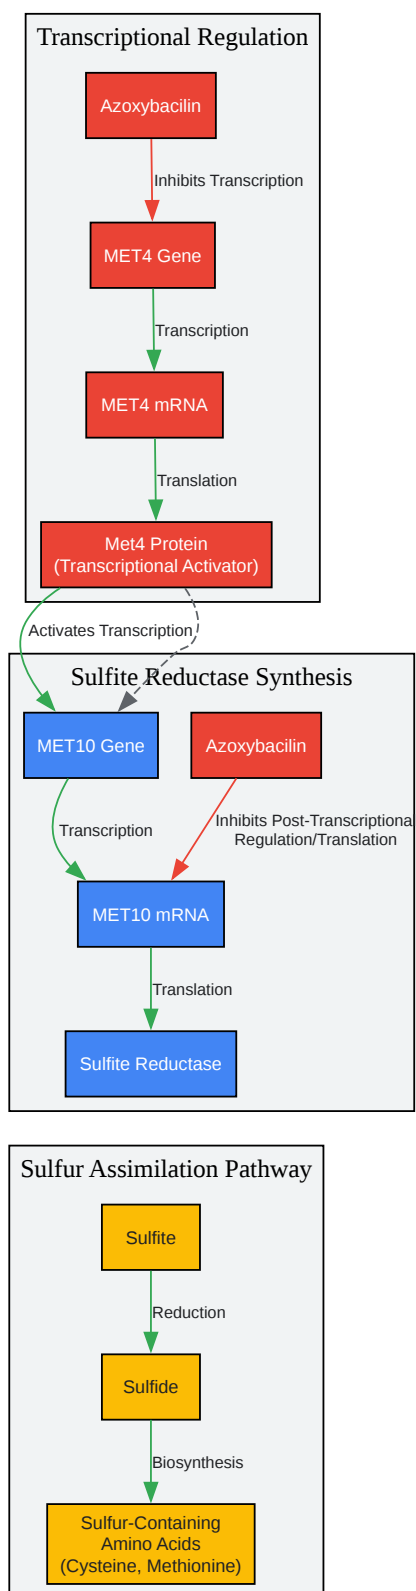 Transcriptional Regulation
Azoxybacilin
Inhibits Transcription
MET4 Gene
Transcription
MET4 mRNA
Translation
Met4 Protein
(Transcriptional Activator)
Activates Transcription
Sulfite Reductase Synthesis
MET10 Gene
Azoxybacilin
Transcription
Inhibits Post-Transcriptiona
Regulation/Translation
MET10 mRNA
Translation
Sulfite Reductase
Sulfur Assimilation Pathway
Sulfite
Reduction
Sulfide
Biosynthesis
Sulfur-Containing
Amino Acids
(Cysteine, Methionine)